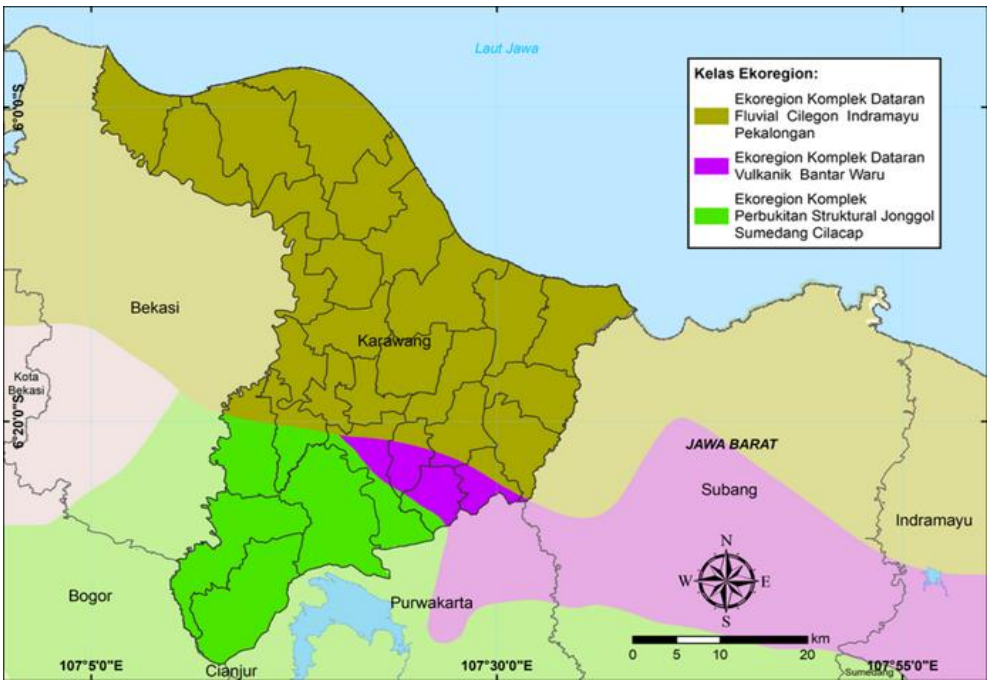 Laut Jawa
Kelas Ekoregion:
Ekoregion Komplek Dataran
Fluvial Cilegon Indramayu
Pekalongan
Ekoregion Komplek Dataran
Vulkanik Bantar Waru
Ekoregion Komplek
Perbukitan Struktural Jonggol
Sumedang Cilacap
6°0'0"S
Bekasi
Karawang
Kota
Bekasi
6°20'0"S
JAWA BARAT
Subang
Indramayu
N
W E
S
Bogor
Purwakarta
km
0 5 10 20
Cianjur
Sumedang
107°5'0"E
107°30'0"E
107°55'0"E